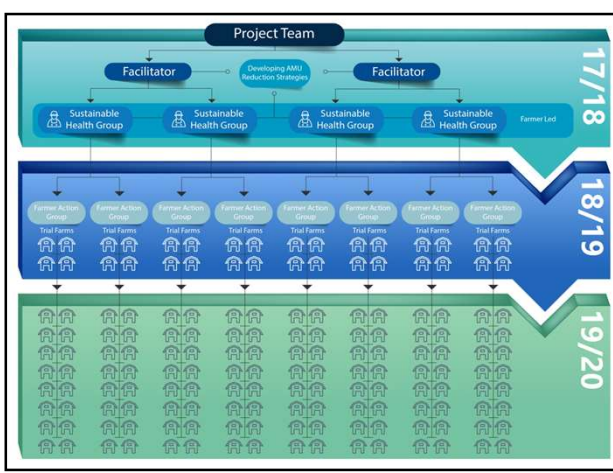 Project Team
Facilitator
Developing AMU
Reduction Strategies
Facilitator
Sustainable
Health Group
Sustainable
Health Group
Sustainable
Health Group
Sustainable
Health Group
Farmer Led
17/18
Farmer Action
Group
Farmer Action
Group
Farmer Action
Group
Farmer Action
Group
Farmer Action
Group
Farmer Action
Group
Farmer Action
Group
Farmer Action
Group
Trial Farms
Trial Farms
Trial Farms
Trial Farms
Trial Farms
Trial Farms
Trial Farms
Trial Farms
18/19
19/20